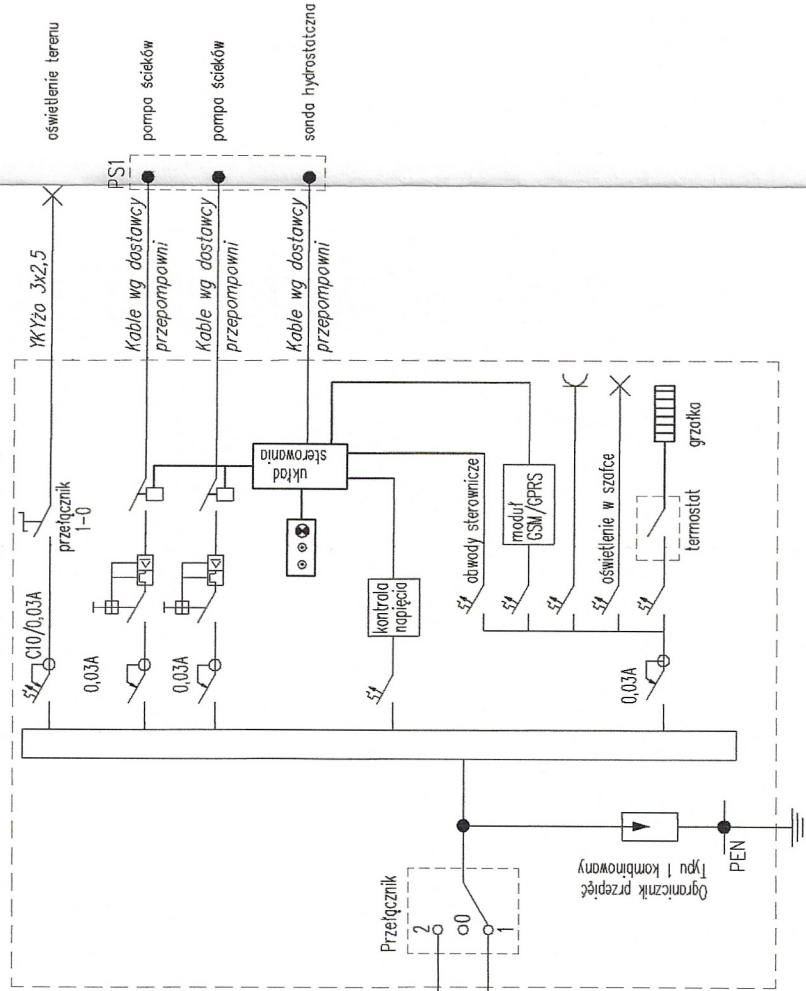 oświetlenie terenu
pompa ścieków
pompa ścieków
sonda hydrostatczna
PS1
YKYżo 3x2,5
Kable wg dostawcy
przepompowni
Kable wg dostawcy
przepompowni
Kable wg dostawcy
przepompowni
przełącznik
1-0
C10/0,03A
0,03A
0,03A
układ
sterowania
kontrola
napięcia
obwody sterownicze
moduł
GSM/GPRS
oświetlenie w szafce
termostat
grzałka
0,03A
Przełącznik
2
0
1
Ogranicznik przepięć
Typu 1 kombinowany
PEN